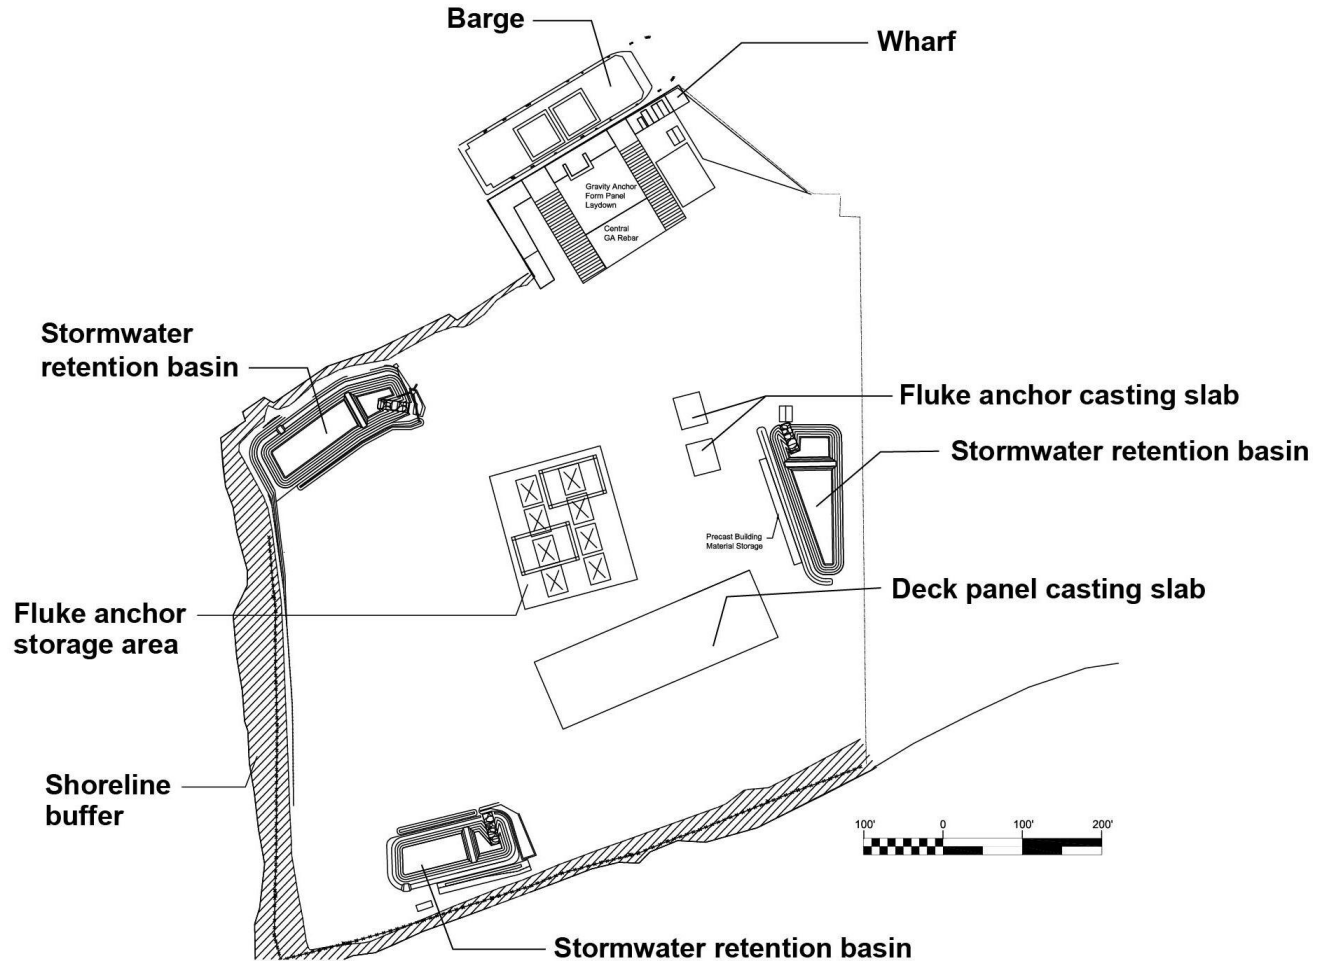 Barge
Wharf
Gravity Anchor
Form Panel
Laydown
Central
GA Rebar
Stormwater
retention basin
Fluke anchor casting slab
Stormwater retention basin
Precast Building
Material Storage
Deck panel casting slab
Fluke anchor
storage area
Shoreline
buffer
100' 0 100' 200'
Stormwater retention basin